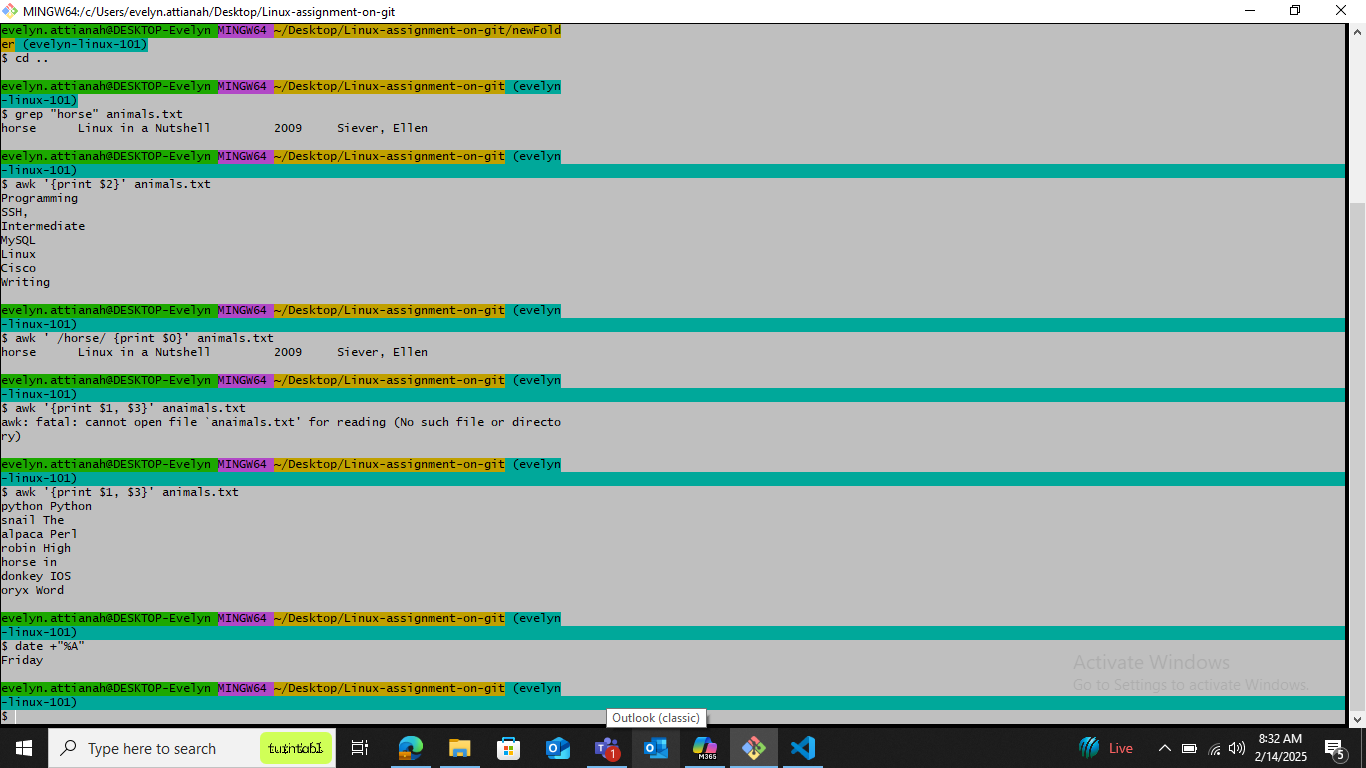 MINGW64:/c/Users/evelyn.attianah/Desktop/Linux-assignment-on-git
evelyn.attianah@DESKTOP-Evelyn MINGW64 ~/Desktop/Linux-assignment-on-git/newFold
er (evelyn-linux-101)
$ cd ..
evelyn.attianah@DESKTOP-Evelyn MINGW64 ~/Desktop/Linux-assignment-on-git (evelyn
-linux-101)
$ grep "horse" animals.txt
horse Linux in a Nutshell 2009 Siever, Ellen
evelyn.attianah@DESKTOP-Evelyn MINGW64 ~/Desktop/Linux-assignment-on-git (evelyn
-linux-101)
$ awk '{print $2}' animals.txt
Programming
SSH,
Intermediate
MySQL
Linux
Cisco
Writing
evelyn.attianah@DESKTOP-Evelyn MINGW64 ~/Desktop/Linux-assignment-on-git (evelyn
-linux-101)
$ awk ' /horse/ {print $0}' animals.txt
horse Linux in a Nutshell 2009 Siever, Ellen
evelyn.attianah@DESKTOP-Evelyn MINGW64 ~/Desktop/Linux-assignment-on-git (evelyn
-linux-101)
$ awk '{print $1, $3}' anaimals.txt
awk: fatal: cannot open file `anaimals.txt' for reading (No such file or directo
ry)
evelyn.attianah@DESKTOP-Evelyn MINGW64 ~/Desktop/Linux-assignment-on-git (evelyn
-linux-101)
$ awk '{print $1, $3}' animals.txt
python Python
snail The
alpaca Perl
robin High
horse in
donkey IOS
oryx Word
evelyn.attianah@DESKTOP-Evelyn MINGW64 ~/Desktop/Linux-assignment-on-git (evelyn
-linux-101)
$ date +"%A"
Friday
Activate Windows
Go to Settings to activate Windows.
evelyn.attianah@DESKTOP-Evelyn MINGW64 ~/Desktop/Linux-assignment-on-git (evelyn
-linux-101)
$
Outlook (classic)
Type here to search
1
M365
Live
8:32 AM
2/14/2025
5